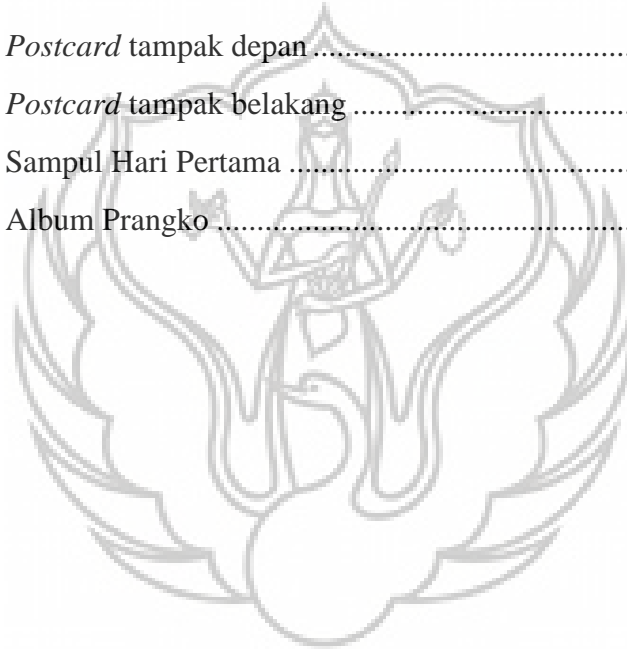 Postcard tampak depan ........................................
Postcard tampak belakang ...................................
Sampul Hari Pertama ...........................................
Album Prangko ....................................................